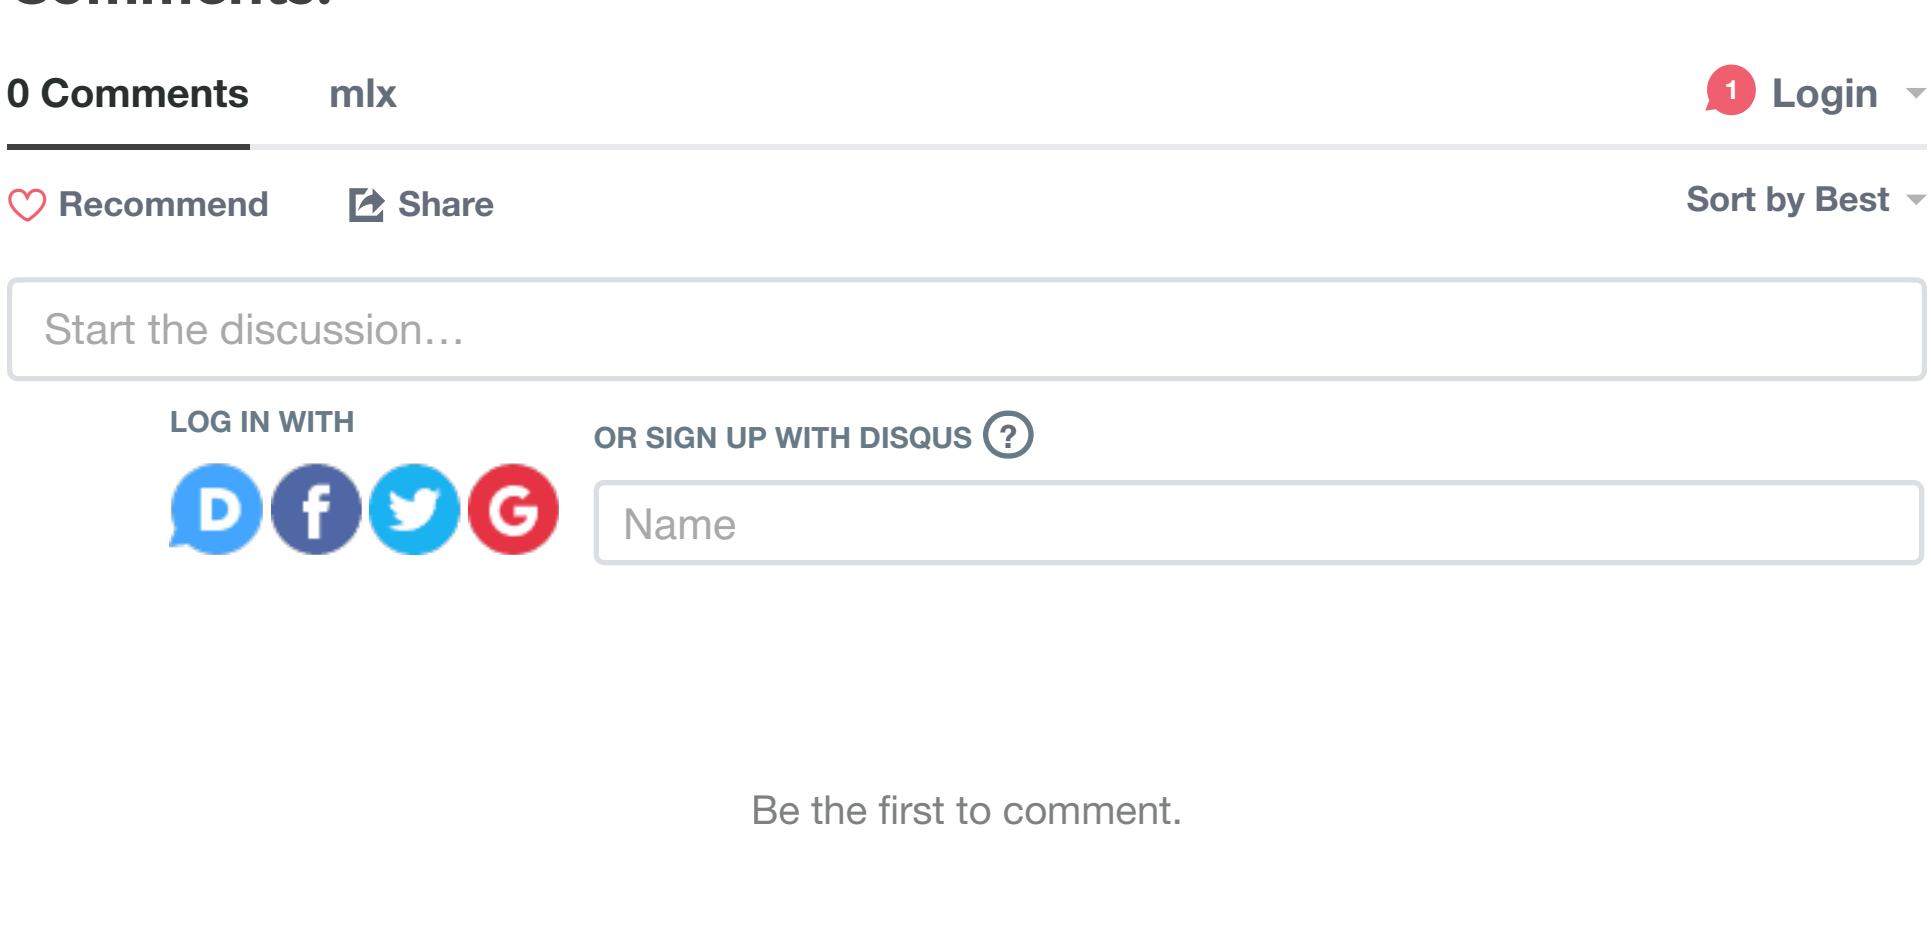 Comments:
0 Comments mlx 1 Login
Recommend Share Sort by Best
Start the discussion…
LOG IN WITH
OR SIGN UP WITH DISQUS ?
D f G
Name
Be the first to comment.